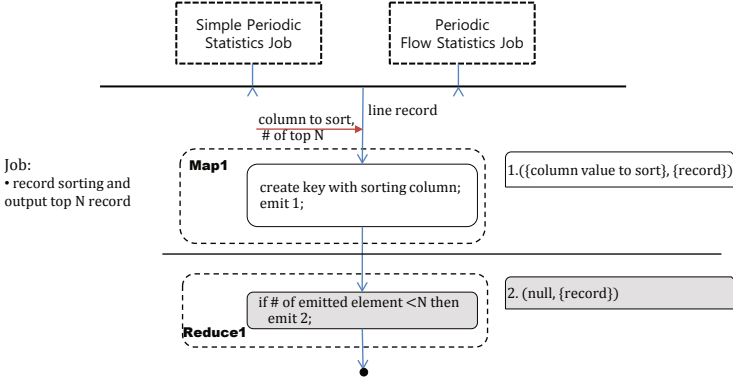 Simple Periodic
Statistics Job
Periodic
Flow Statistics Job
line record
column to sort,
# of top N
Job:
• record sorting and
output top N record
Map1
create key with sorting column;
emit 1;
1.({column value to sort}, {record})
if # of emitted element <N then
emit 2;
Reduce1
2. (null, {record})